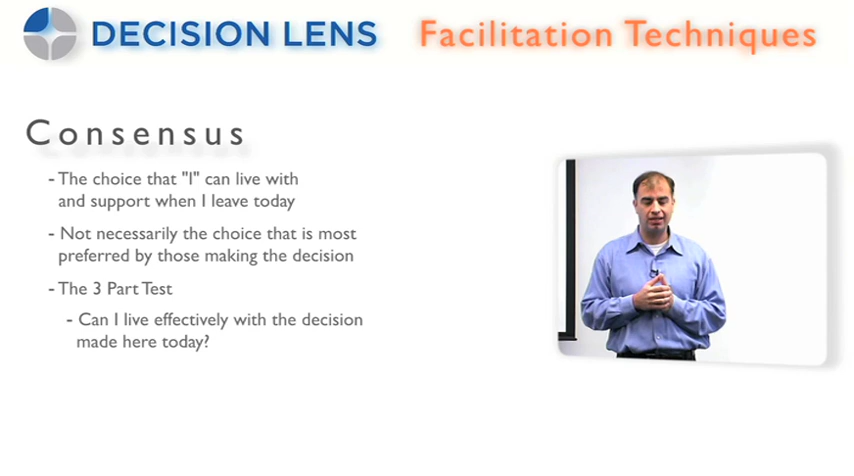 DECISION LENS Facilitation Techniques
Consensus
- The choice that "I" can live with
and support when I leave today
- Not necessarily the choice that is most
preferred by those making the decision
- The 3 Part Test
- Can I live effectively with the decision
made here today?